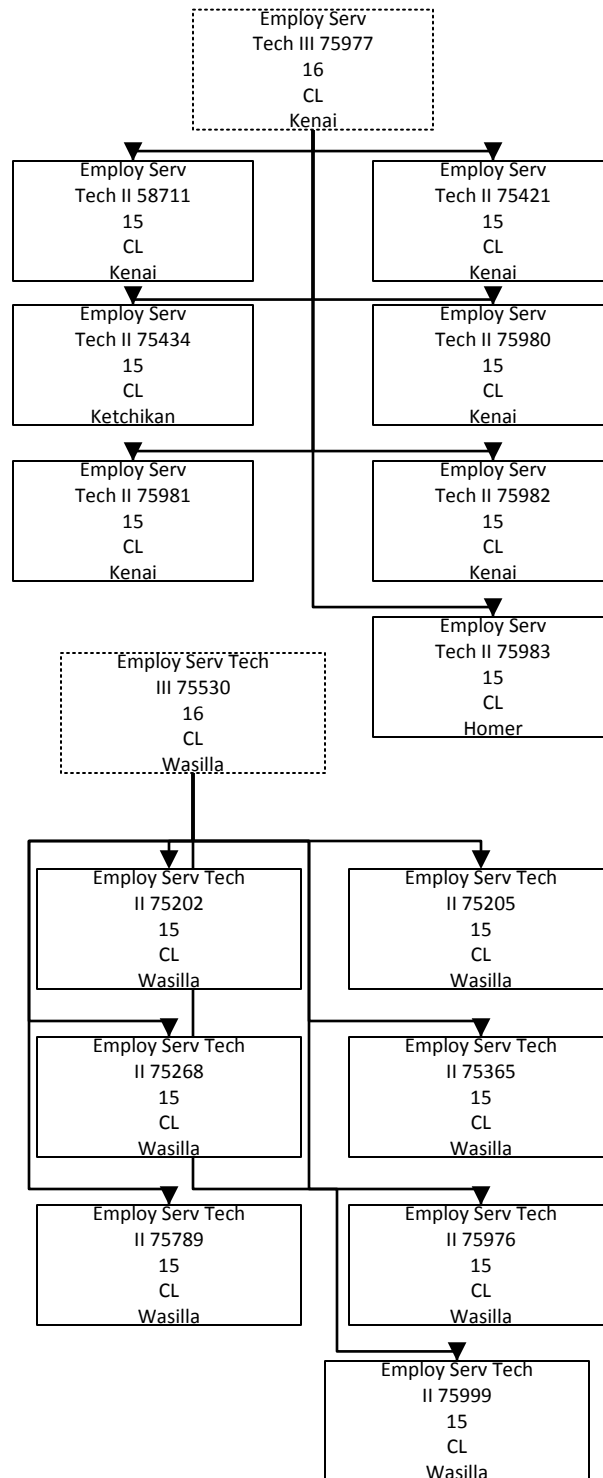 Employ Serv
Tech III 75977
16
CL
Kenai
Employ Serv
Tech II 58711
15
CL
Kenai
Employ Serv
Tech II 75421
15
CL
Kenai
Employ Serv
Tech II 75434
15
CL
Ketchikan
Employ Serv
Tech II 75980
15
CL
Kenai
Employ Serv
Tech II 75981
15
CL
Kenai
Employ Serv
Tech II 75982
15
CL
Kenai
Employ Serv
Tech II 75983
15
CL
Homer
Employ Serv Tech
III 75530
16
CL
Wasilla
Employ Serv Tech
II 75202
15
CL
Wasilla
Employ Serv Tech
II 75205
15
CL
Wasilla
Employ Serv Tech
II 75268
15
CL
Wasilla
Employ Serv Tech
II 75365
15
CL
Wasilla
Employ Serv Tech
II 75789
15
CL
Wasilla
Employ Serv Tech
II 75976
15
CL
Wasilla
Employ Serv Tech
II 75999
15
CL
Wasilla